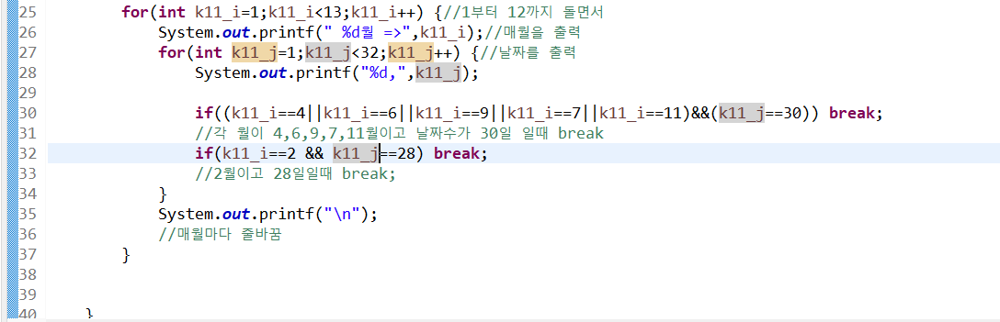 25 for(int k11_i=1;k11_i<13;k11_i++) {//1부터 12까지 돌면서
26 System.out.printf(" %d월 =>",k11_i);//매월을 출력
27 for(int k11_j=1;k11_j<32;k11_j++) {//날짜를 출력
28 System.out.printf("%d,",k11_j);
29
30 if((k11_i==4||k11_i==6||k11_i==9||k11_i==7||k11_i==11)&&(k11_j==30)) break;
31 //각 월이 4,6,9,7,11월이고 날짜수가 30일 일때 break
32 if(k11_i==2 && k11_j==28) break;
33 //2월이고 28일일때 break;
34 }
35 System.out.printf("\n");
36 //매월마다 줄바꿈
37 }
38
39
40 }